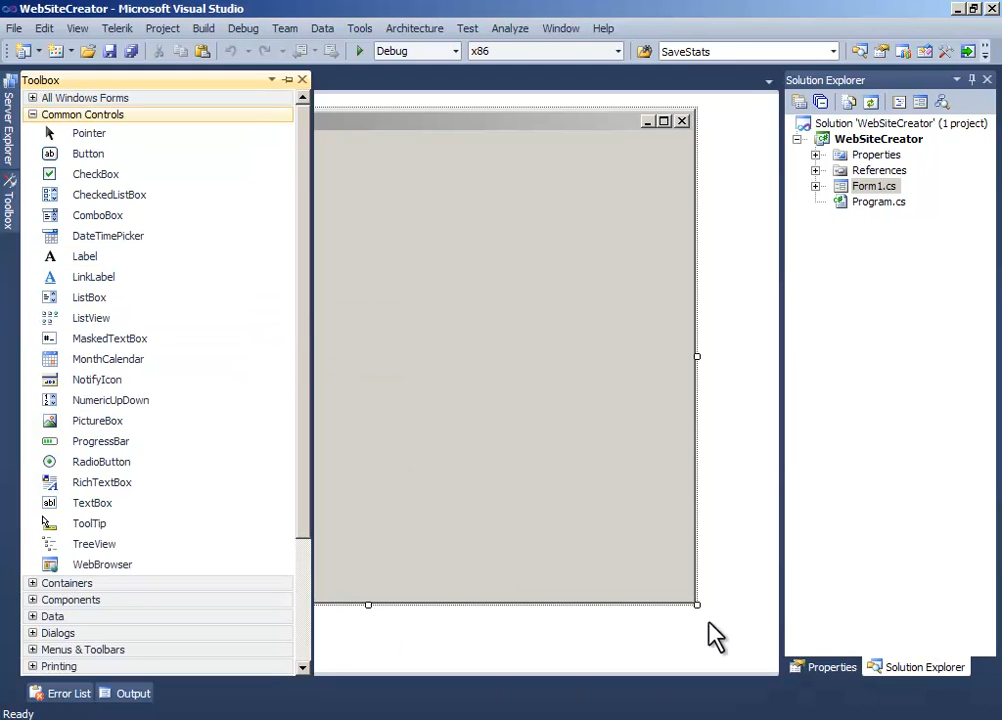 WebSiteCreator - Microsoft Visual Studio
File Edit View Telerik Project Build Debug Team Data Tools Architecture Test Analyze Window Help
Debug x86 SaveStats
Server Explorer
Toolbox
Toolbox
All Windows Forms
Common Controls
Pointer
Button
CheckBox
CheckedListBox
ComboBox
DateTimePicker
Label
LinkLabel
ListBox
ListView
MaskedTextBox
MonthCalendar
NotifyIcon
NumericUpDown
PictureBox
ProgressBar
RadioButton
RichTextBox
TextBox
ToolTip
TreeView
WebBrowser
Containers
Components
Data
Dialogs
Menus & Toolbars
Printing
Solution Explorer
Solution 'WebSiteCreator' (1 project)
WebSiteCreator
Properties
References
Form1.cs
Program.cs
Properties Solution Explorer
Error List Output
Ready